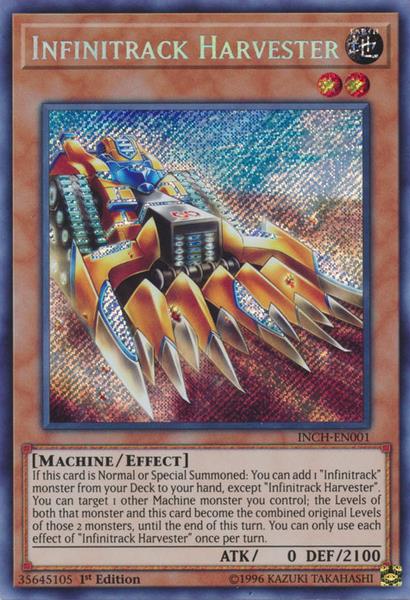 INFINITRACK HARVESTER
EARTH
地
INCH-EN001
[MACHINE/EFFECT]
If this card is Normal or Special Summoned: You can add 1 "Infinitrack"
monster from your Deck to your hand, except "Infinitrack Harvester".
You can target 1 other Machine monster you control; the Levels
of both that monster and this card become the combined original Levels
of those 2 monsters, until the end of this turn. You can only use each
effect of "Infinitrack Harvester" once per turn.
ATK/ 0 DEF/2100
35645105 1st Edition ©1996 KAZUKI TAKAHASHI